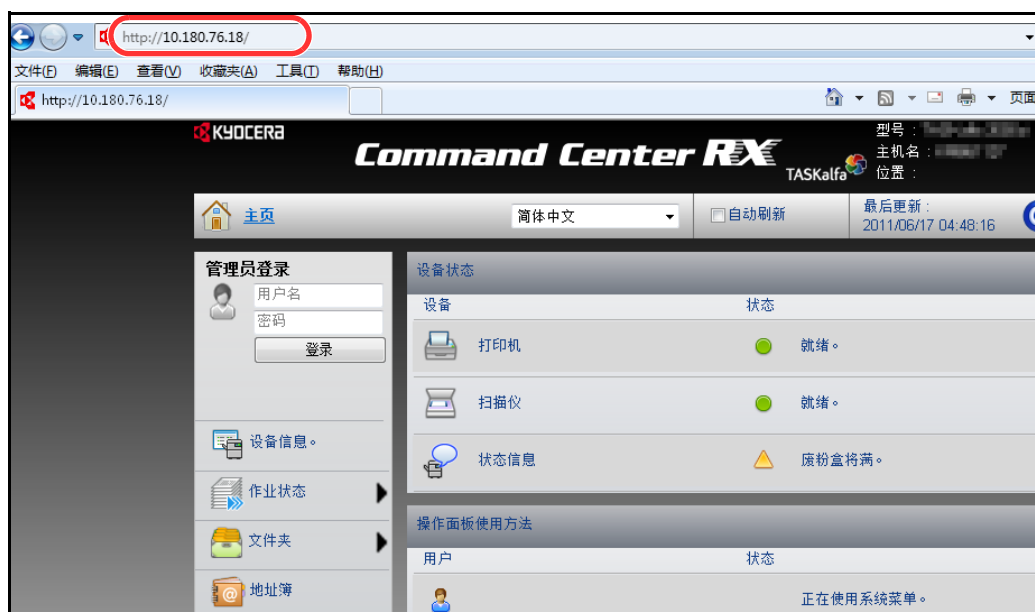 http://10.180.76.18/
文件(F) 编辑(E) 查看(V) 收藏夹(A) 工具(T) 帮助(H)
http://10.180.76.18/
页面
KYOCERA
Command Center RX
TASKalfa
型号 :
主机名 :
位置 :
主页
简体中文
自动刷新
最后更新 :
2011/06/17 04:48:16
管理员登录
用户名
密码
登录
设备信息。
作业状态
文件夹
地址簿
设备状态
设备 状态
打印机 就绪。
扫描仪 就绪。
状态信息 废粉盒将满。
操作面板使用方法
用户 状态
正在使用系统菜单。